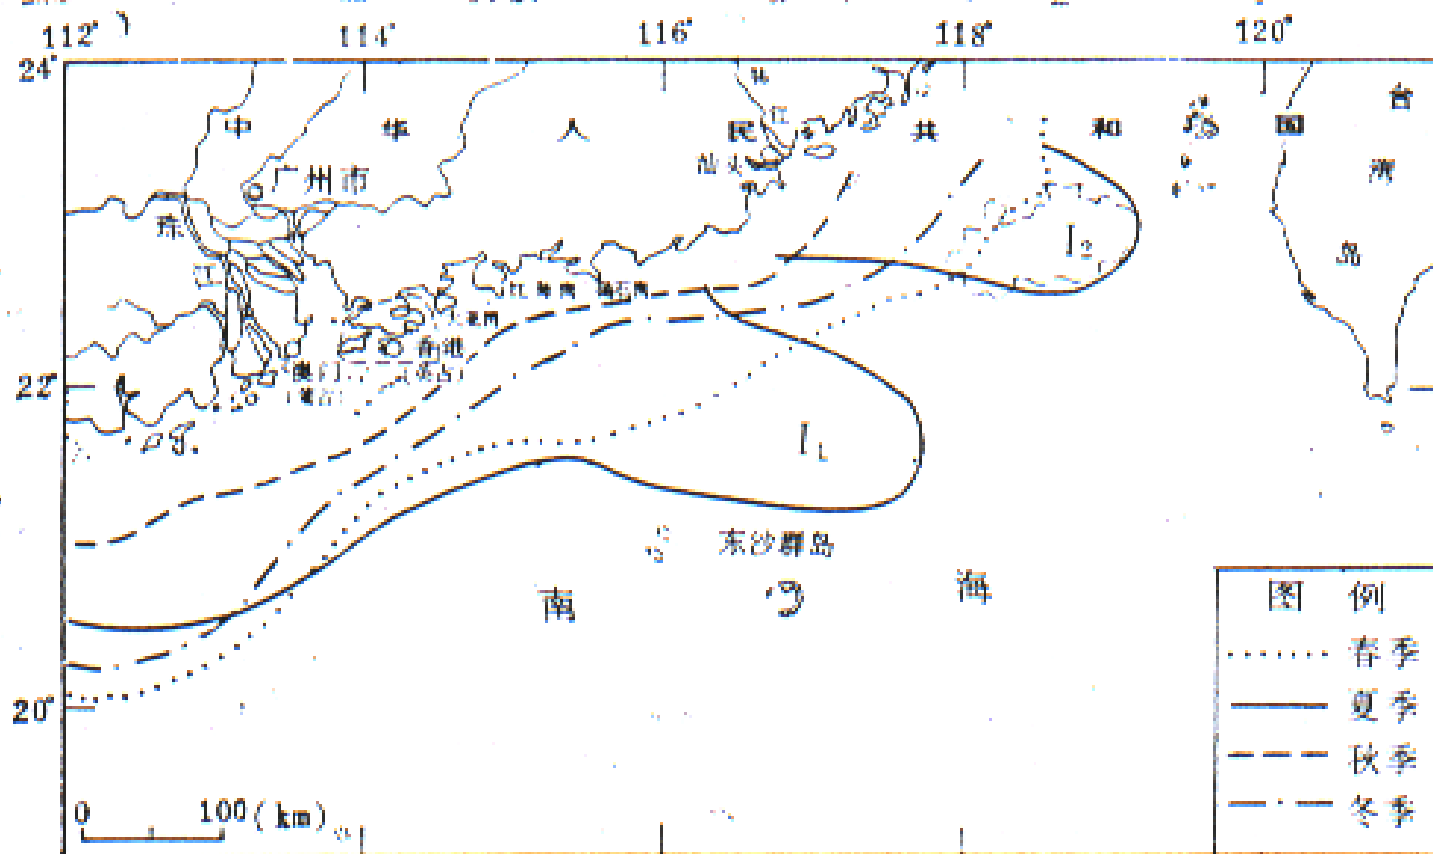 112° 114° 116° 118° 120°
24°
中 华 人 民 共 和 国
台
湾
岛
江
汕头
广州市
珠
江
香港
22°
I₂
I₁
东沙群岛
南 海
20°
0 100(km)
图 例
春季
夏季
秋季
冬季